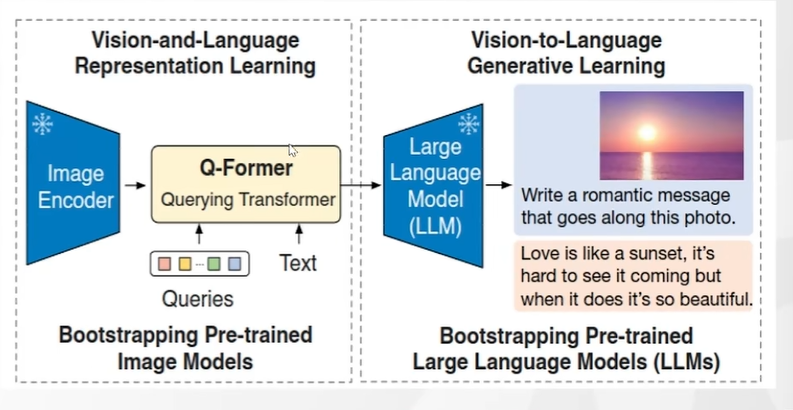 Vision-and-Language
Representation Learning
Image
Encoder
Q-Former
Querying Transformer
Queries
Text
Bootstrapping Pre-trained
Image Models
Vision-to-Language
Generative Learning
Large
Language
Model
(LLM)
Write a romantic message
that goes along this photo.
Love is like a sunset, it's
hard to see it coming but
when it does it's so beautiful.
Bootstrapping Pre-trained
Large Language Models (LLMs)